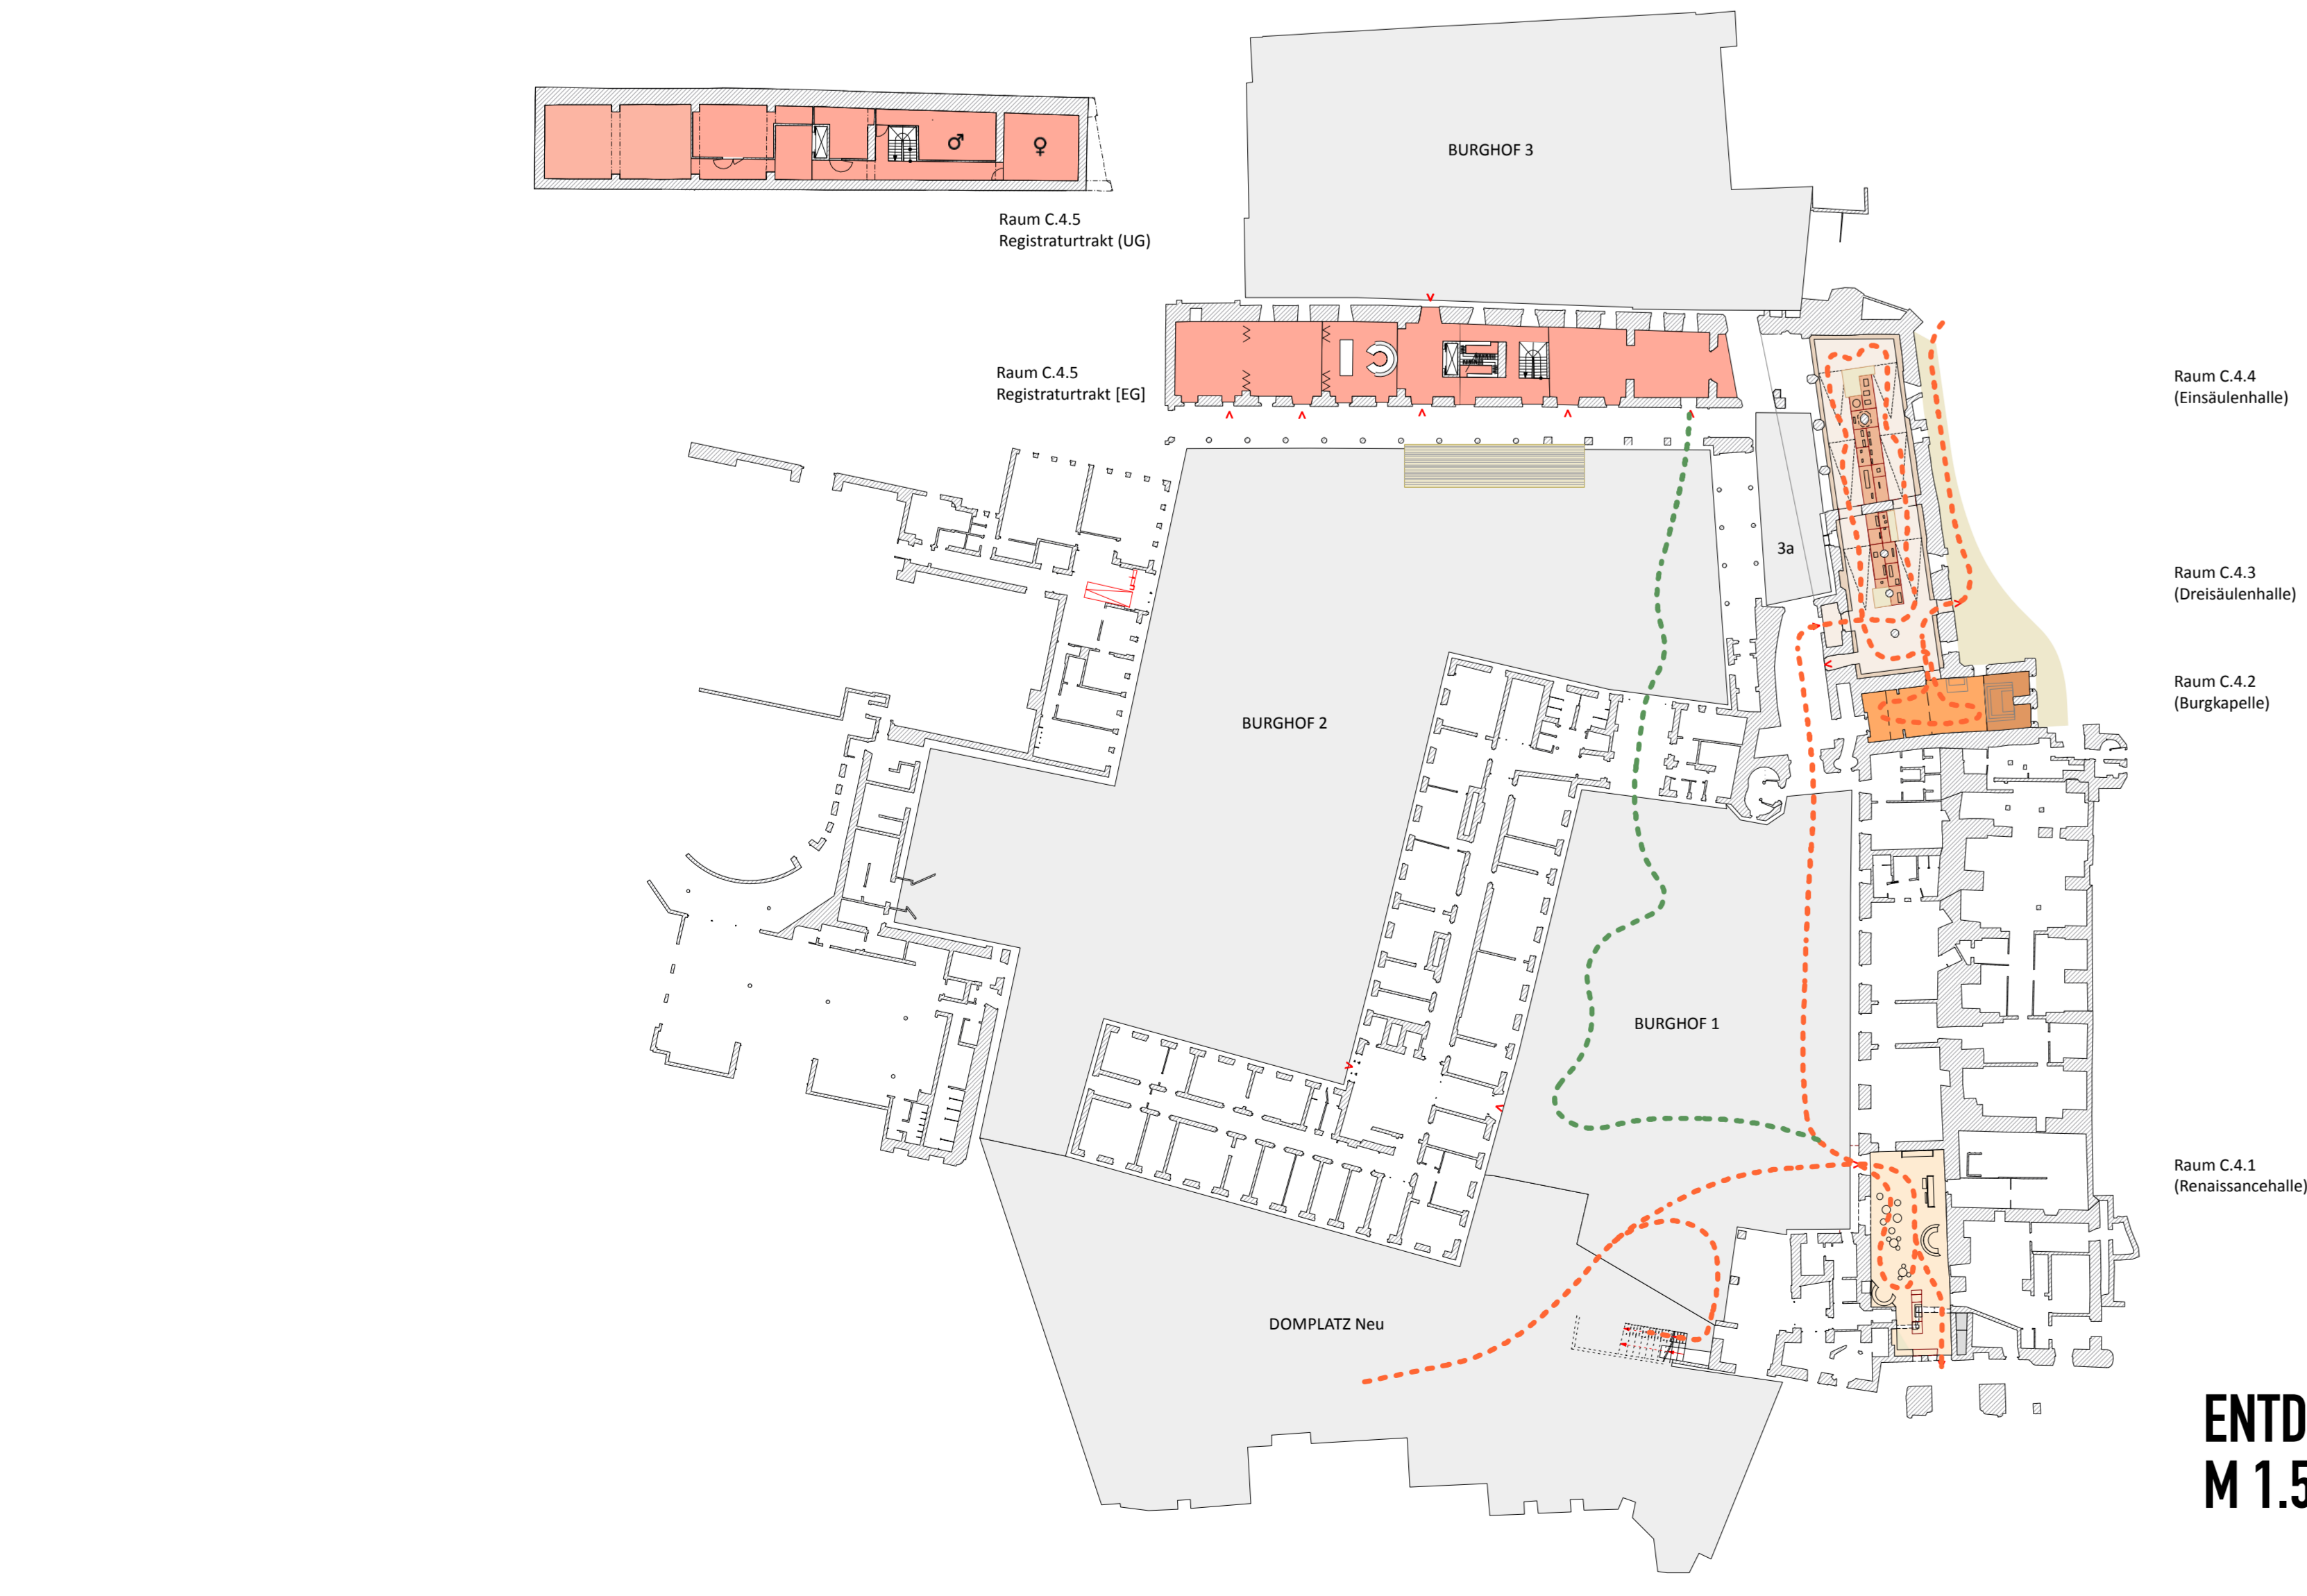 BURGHOF 3
Raum C.4.5
Registraturtrakt (UG)
Raum C.4.5
Registraturtrakt [EG]
Raum C.4.4
(Einsäulenhalle)
3a
Raum C.4.3
(Dreisäulenhalle)
Raum C.4.2
(Burgkapelle)
BURGHOF 2
BURGHOF 1
Raum C.4.1
(Renaissancehalle)
DOMPLATZ Neu
ENTD
M 1.5